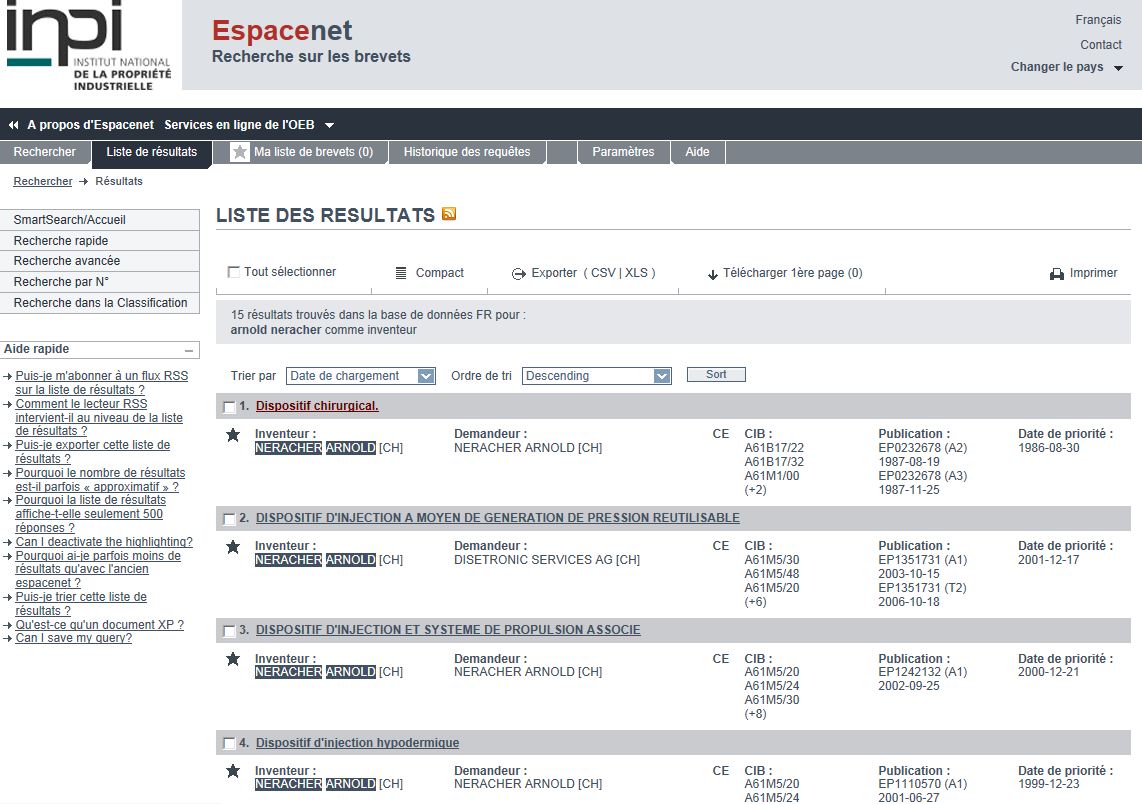 inpi
INSTITUT NATIONAL
DE LA PROPRIÉTÉ
INDUSTRIELLE
Espacenet
Recherche sur les brevets
Français
Contact
Changer le pays
A propos d'Espacenet Services en ligne de l'OEB
Rechercher Liste de résultats Ma liste de brevets (0) Historique des requêtes Paramètres Aide
Rechercher → Résultats
SmartSearch/Accueil
Recherche rapide
Recherche avancée
Recherche par N°
Recherche dans la Classification
Aide rapide
Puis-je m'abonner à un flux RSS
sur la liste de résultats ?
Comment le lecteur RSS
intervient-il au niveau de la liste
de résultats ?
Puis-je exporter cette liste de
résultats ?
Pourquoi le nombre de résultats
est-il parfois « approximatif » ?
Pourquoi la liste de résultats
affiche-t-elle seulement 500
réponses ?
Can I deactivate the highlighting?
Pourquoi ai-je parfois moins de
résultats qu'avec l'ancien
espacenet ?
Puis-je trier cette liste de
résultats ?
Qu'est-ce qu'un document XP ?
Can I save my query?
LISTE DES RESULTATS
Tout sélectionner Compact Exporter ( CSV | XLS ) Télécharger 1ère page (0) Imprimer
15 résultats trouvés dans la base de données FR pour :
arnold neracher comme inventeur
Trier par Date de chargement Ordre de tri Descending Sort
1. Dispositif chirurgical.
Inventeur : Demandeur : CE CIB : Publication : Date de priorité :
NERACHER ARNOLD [CH] NERACHER ARNOLD [CH] A61B17/22 EP0232678 (A2) 1986-08-30
A61B17/32 1987-08-19
A61M1/00 EP0232678 (A3)
(+2) 1987-11-25
2. DISPOSITIF D'INJECTION A MOYEN DE GENERATION DE PRESSION REUTILISABLE
Inventeur : Demandeur : CE CIB : Publication : Date de priorité :
NERACHER ARNOLD [CH] DISETRONIC SERVICES AG [CH] A61M5/30 EP1351731 (A1) 2001-12-17
A61M5/48 2003-10-15
A61M5/20 EP1351731 (T2)
(+6) 2006-10-18
3. DISPOSITIF D'INJECTION ET SYSTEME DE PROPULSION ASSOCIE
Inventeur : Demandeur : CE CIB : Publication : Date de priorité :
NERACHER ARNOLD [CH] NERACHER ARNOLD [CH] A61M5/20 EP1242132 (A1) 2000-12-21
A61M5/24 2002-09-25
A61M5/30
(+8)
4. Dispositif d'injection hypodermique
Inventeur : Demandeur : CE CIB : Publication : Date de priorité :
NERACHER ARNOLD [CH] NERACHER ARNOLD [CH] A61M5/20 EP1110570 (A1) 1999-12-23
A61M5/24 2001-06-27